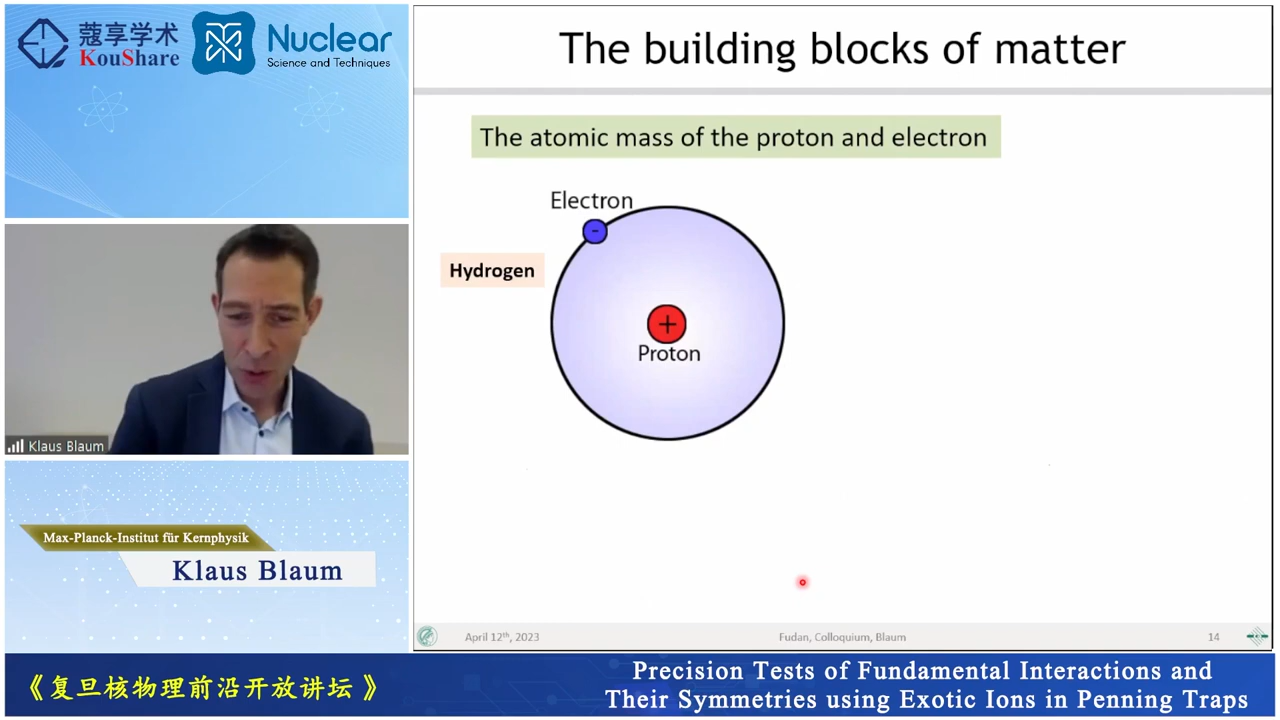 蔻享学术
KouShare
Nuclear
Science and Techniques
Klaus Blaum
Max-Planck-Institut für Kernphysik
Klaus Blaum
The building blocks of matter
The atomic mass of the proton and electron
Electron
-
Hydrogen
+
Proton
April 12th, 2023
Fudan, Colloquium, Blaum
14
《复旦核物理前沿开放讲坛》
Precision Tests of Fundamental Interactions and
Their Symmetries using Exotic Ions in Penning Traps